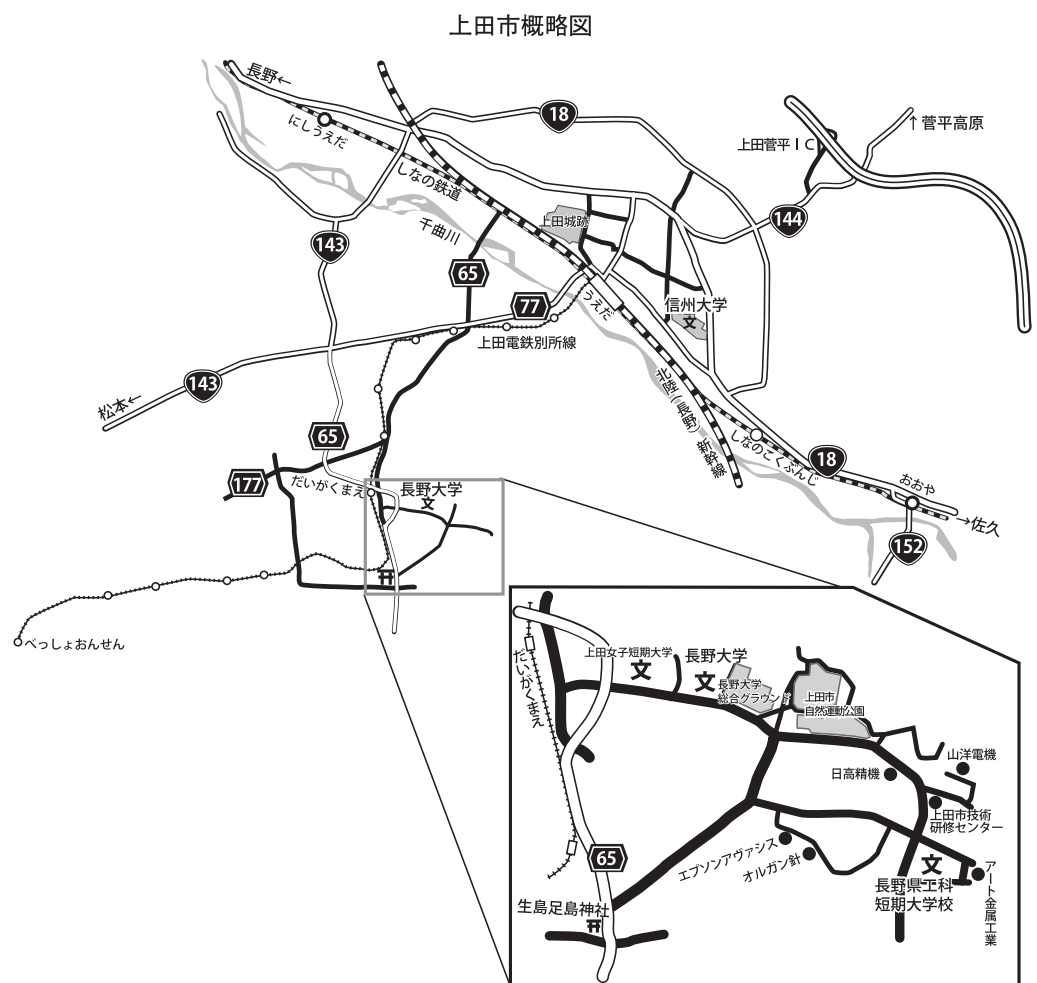 上田市概略図
長野←
にしうえだ
しなの鉄道
千曲川
18
上田菅平ＩＣ
↑菅平高原
144
上田城跡
143
65
77
うえだ
信州大学
文
上田電鉄別所線
143
松本←
北陸(長野)新幹線
しなのこくぶんじ
18
おおや
→佐久
152
65
177
だいがくまえ
長野大学
文
べっしょおんせん
だいがくまえ
上田女子短期大学
文
長野大学
文
長野大学
総合グラウンド
上田市
自然運動公園
山洋電機
日高精機
上田市技術
研修センター
エプソンアヴァシス
オルガン針
65
文
長野県工科
短期大学校
アート金属工業
生島足島神社